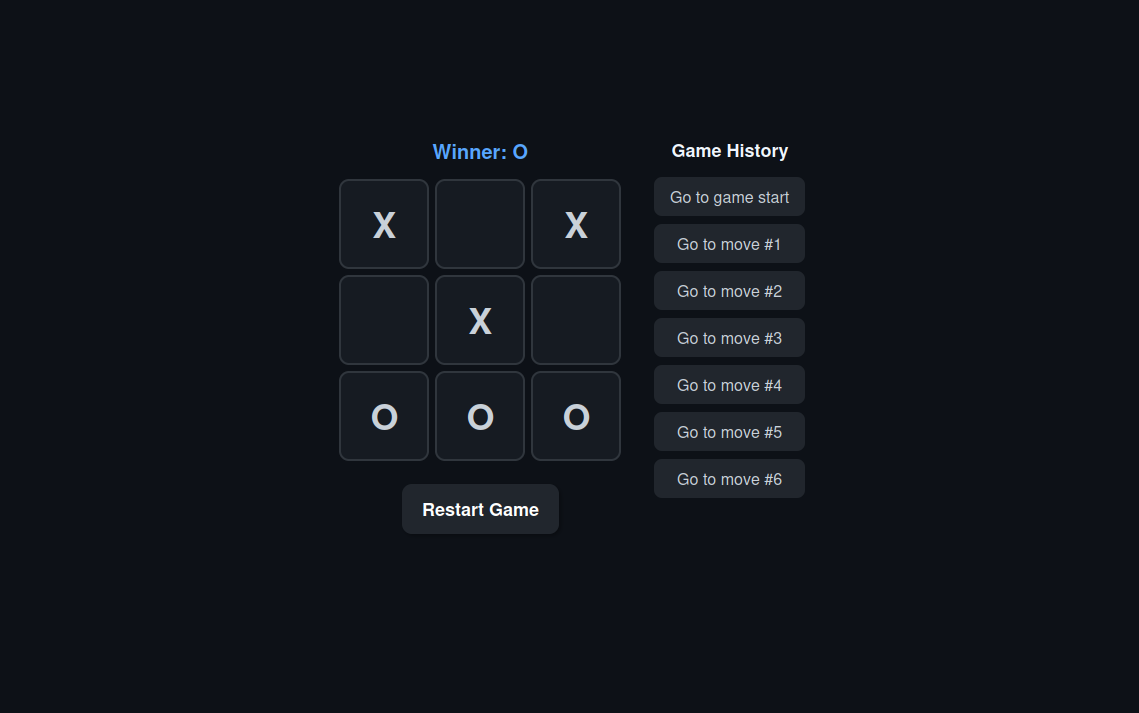 Winner: O
X X
X
O O O
Restart Game
Game History
Go to game start
Go to move #1
Go to move #2
Go to move #3
Go to move #4
Go to move #5
Go to move #6